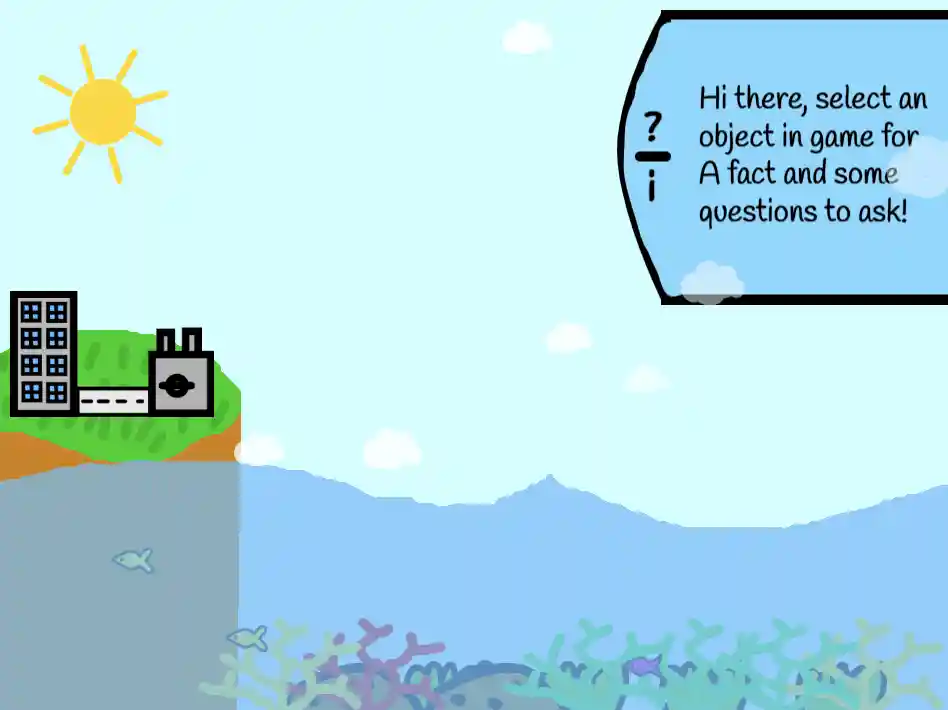 ?
i
Hi there, select an
object in game for
A fact and some
questions to ask!